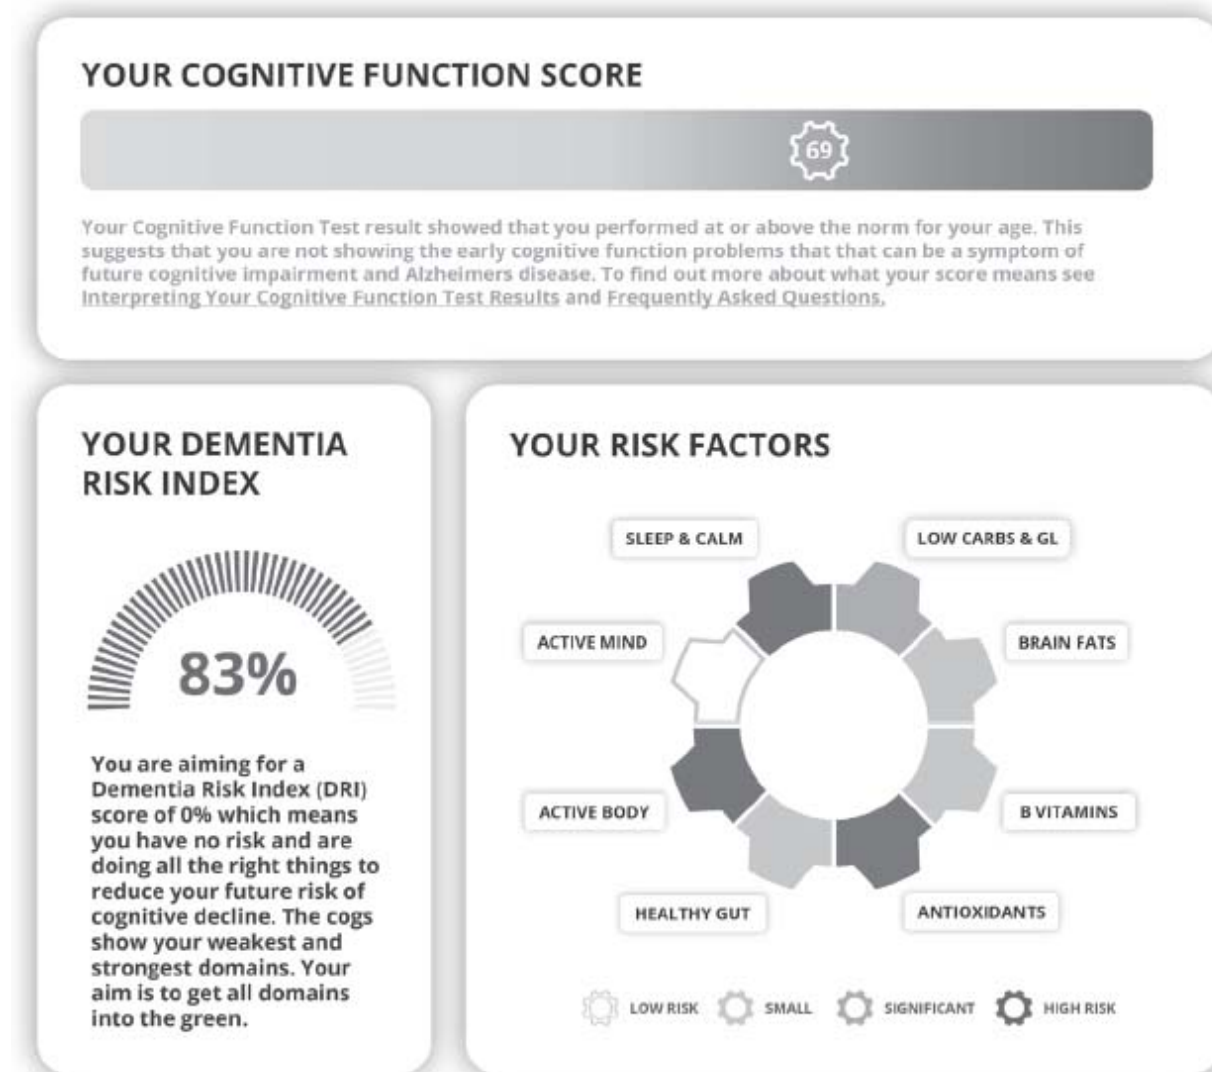 YOUR COGNITIVE FUNCTION SCORE
69
Your Cognitive Function Test result showed that you performed at or above the norm for your age. This
suggests that you are not showing the early cognitive function problems that that can be a symptom of
future cognitive impairment and Alzheimers disease. To find out more about what your score means see
Interpreting Your Cognitive Function Test Results and Frequently Asked Questions.
YOUR DEMENTIA
RISK INDEX
83%
You are aiming for a
Dementia Risk Index (DRI)
score of 0% which means
you have no risk and are
doing all the right things to
reduce your future risk of
cognitive decline. The cogs
show your weakest and
strongest domains. Your
aim is to get all domains
into the green.
YOUR RISK FACTORS
SLEEP & CALM
LOW CARBS & GL
ACTIVE MIND
BRAIN FATS
ACTIVE BODY
B VITAMINS
HEALTHY GUT
ANTIOXIDANTS
LOW RISK
SMALL
SIGNIFICANT
HIGH RISK